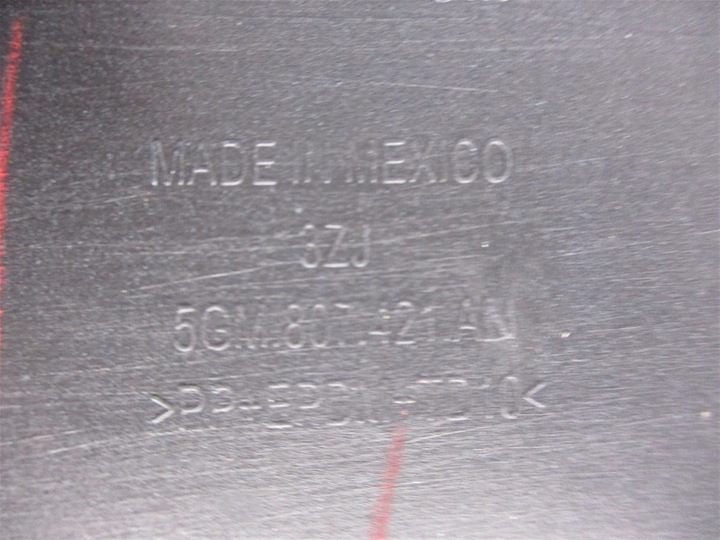 MADE IN MEXICO
3ZJ
5GM.807.421.AN
>PP+EPDM-TD10<